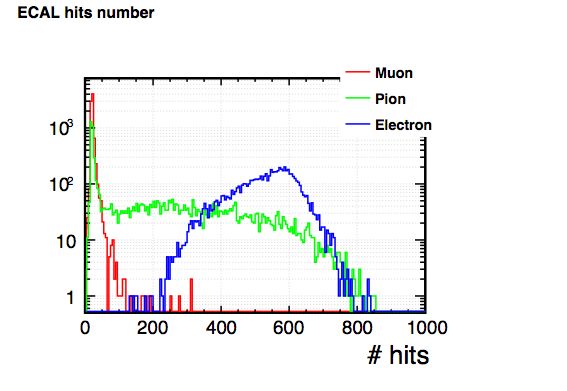 ECAL hits number
Muon
Pion
Electron
10³
10²
10
1
0 200 400 600 800 1000
# hits